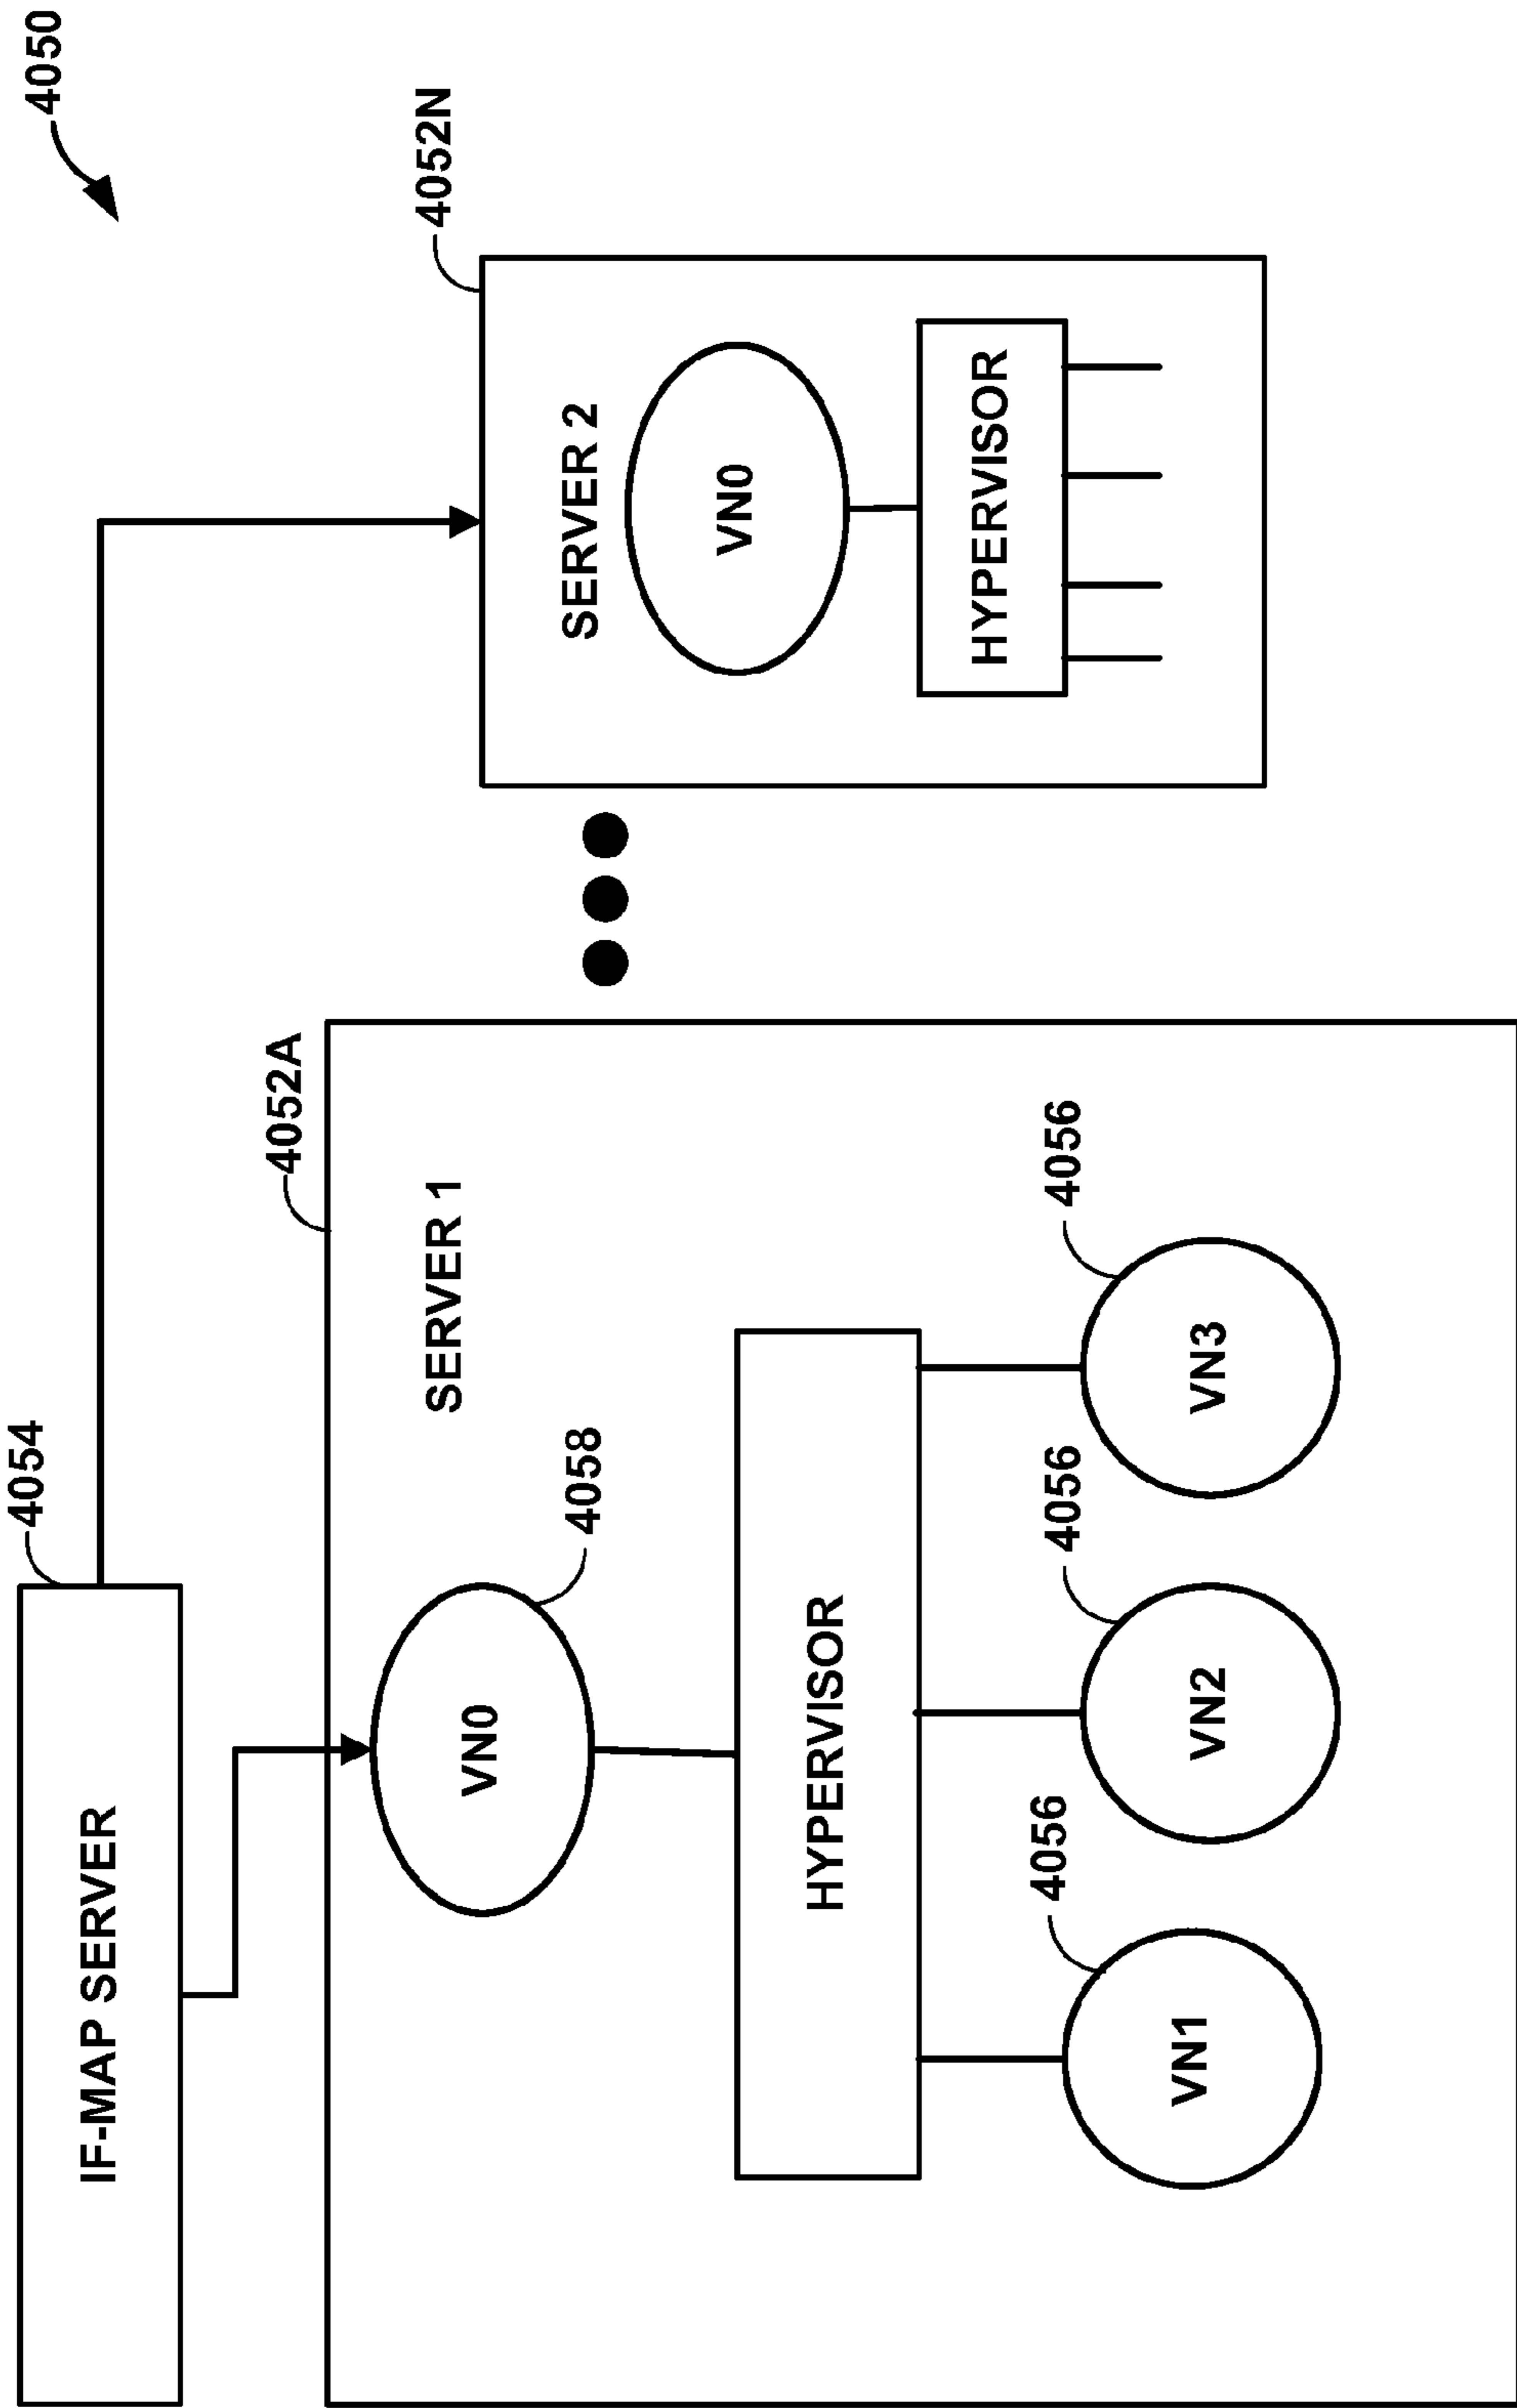 4050
4054
IF-MAP SERVER
4052A
4052N
SERVER 1
SERVER 2
VN0
4058
VN0
HYPERVISOR
HYPERVISOR
4056
4056
4056
VN1
VN2
VN3